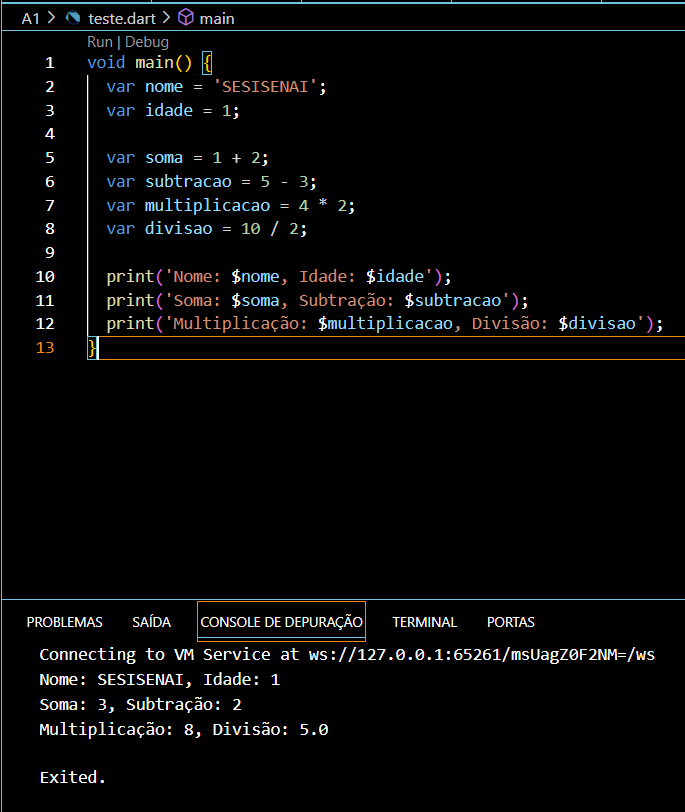 A1 > teste.dart > main
Run | Debug
1 void main() {
2 var nome = 'SESISENAI';
3 var idade = 1;
4
5 var soma = 1 + 2;
6 var subtracao = 5 - 3;
7 var multiplicacao = 4 * 2;
8 var divisao = 10 / 2;
9
10 print('Nome: $nome, Idade: $idade');
11 print('Soma: $soma, Subtração: $subtracao');
12 print('Multiplicação: $multiplicacao, Divisão: $divisao');
13 }
PROBLEMAS SAÍDA CONSOLE DE DEPURAÇÃO TERMINAL PORTAS
Connecting to VM Service at ws://127.0.0.1:65261/msUagZ0F2NM=/ws
Nome: SESISENAI, Idade: 1
Soma: 3, Subtração: 2
Multiplicação: 8, Divisão: 5.0
Exited.